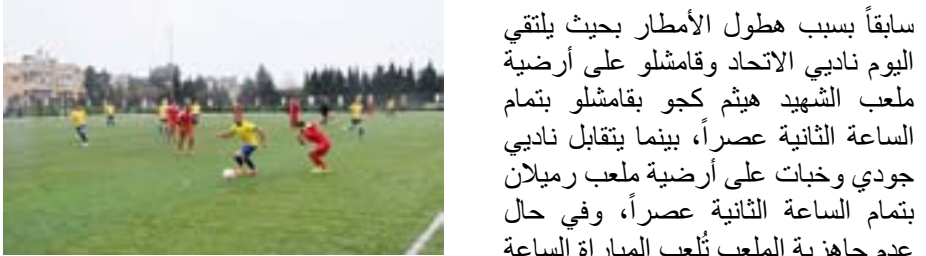 سابقاً بسبب هطول الأمطار بحيث يلتقي
اليوم ناديي الاتحاد وقامشلو على أرضية
ملعب الشهيد هيثم كجو بقامشلو بتمام
الساعة الثانية عصراً، بينما يتقابل ناديي
جودي وخبات على أرضية ملعب رميلان
بتمام الساعة الثانية عصراً، وفي حال
عدم جاهزية الملعب تُلعب المباراة الساعة